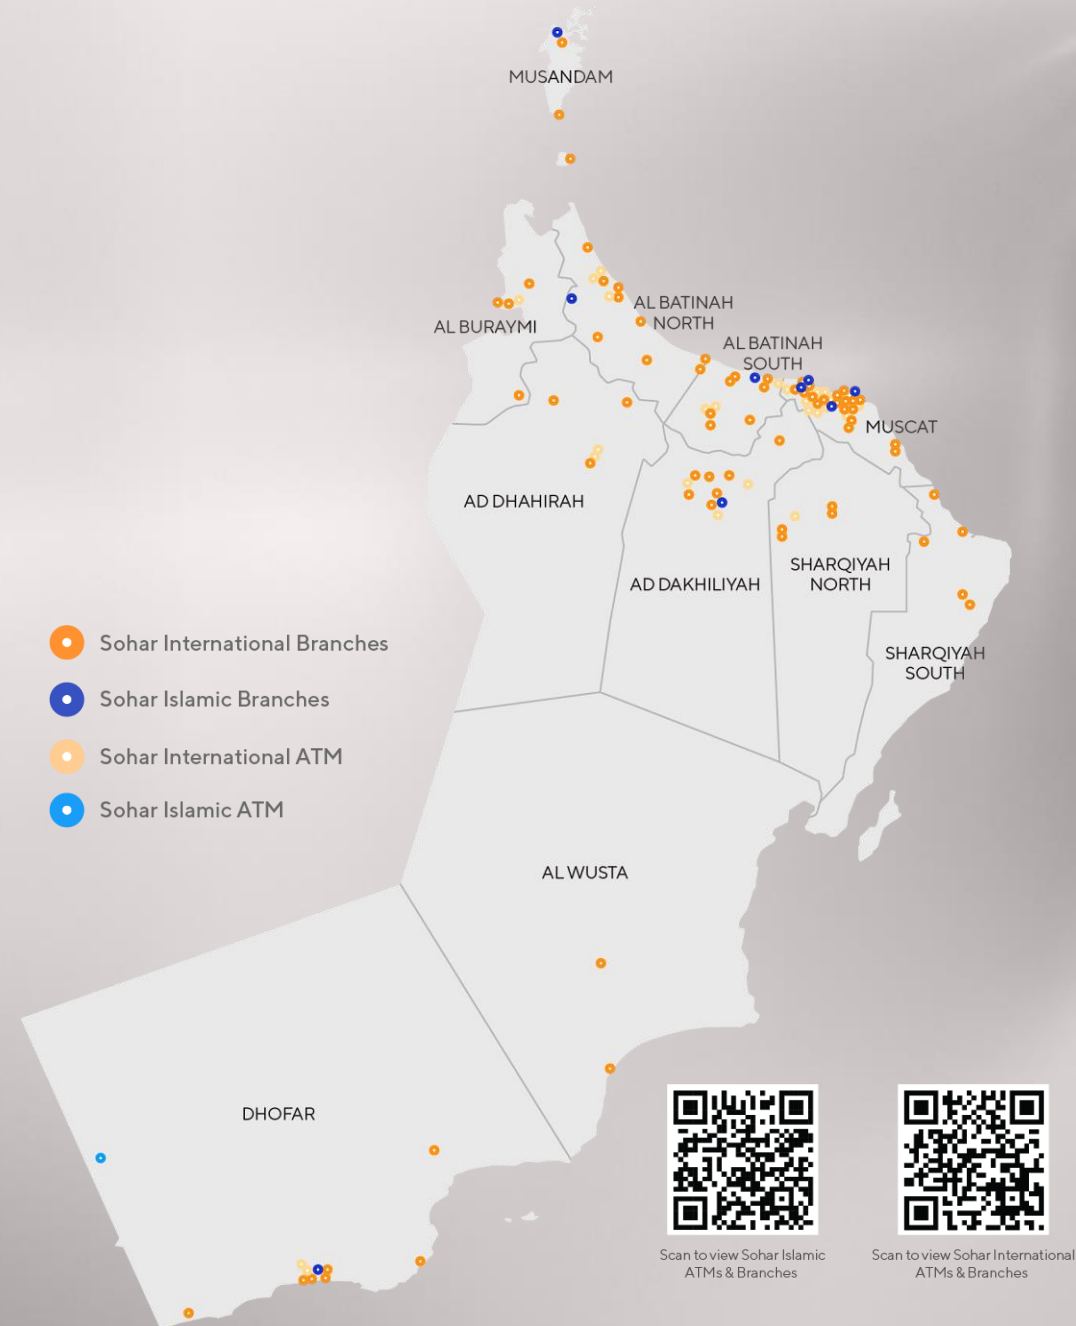 MUSANDAM
AL BATINAH
NORTH
AL BURAYMI
AL BATINAH
SOUTH
MUSCAT
AD DHAHIRAH
AD DAKHILIYAH
SHARQIYAH
NORTH
SHARQIYAH
SOUTH
Sohar International Branches
Sohar Islamic Branches
Sohar International ATM
Sohar Islamic ATM
AL WUSTA
DHOFAR
Scan to view Sohar Islamic
ATMs & Branches
Scan to view Sohar International
ATMs & Branches